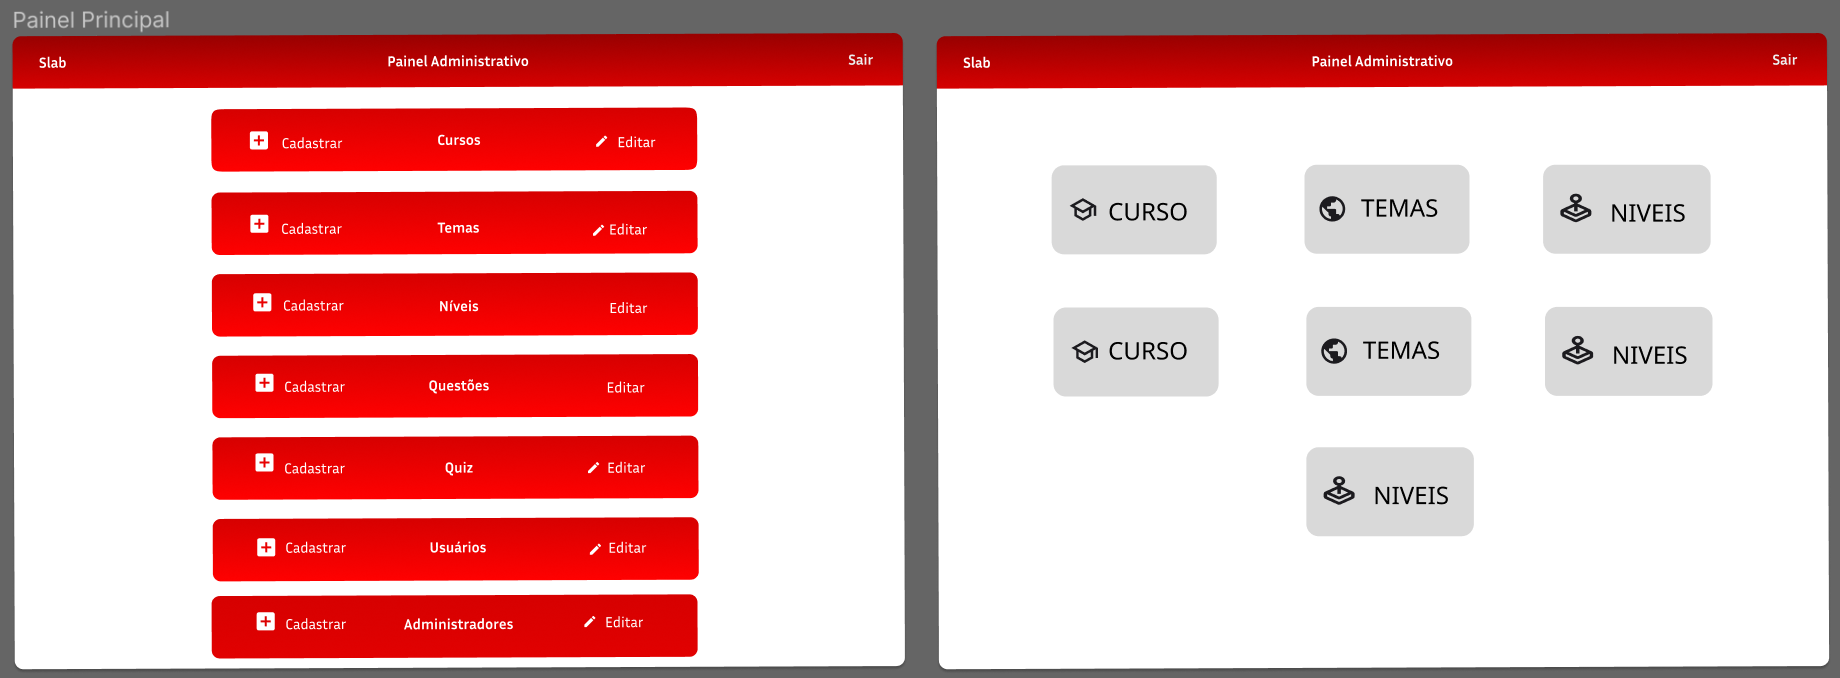 Painel Principal
Slab Painel Administrativo Sair
Cadastrar Cursos Editar
Cadastrar Temas Editar
Cadastrar Níveis Editar
Cadastrar Questões Editar
Cadastrar Quiz Editar
Cadastrar Usuários Editar
Cadastrar Administradores Editar
Slab Painel Administrativo Sair
CURSO TEMAS NIVEIS
CURSO TEMAS NIVEIS
NIVEIS